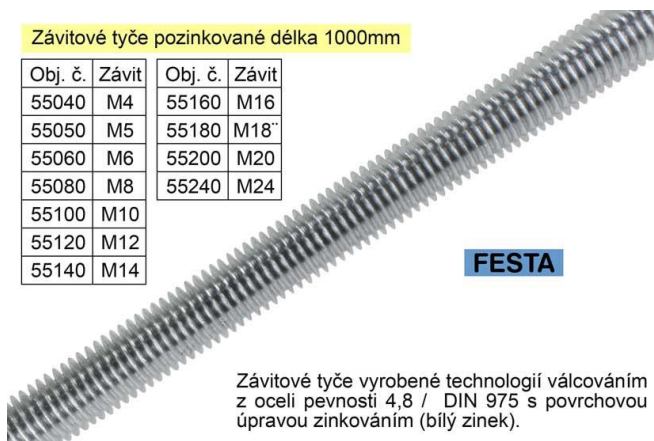 Závitové tyče pozinkované délka 1000mm
Obj. č. Závit
55040 M4
55050 M5
55060 M6
55080 M8
55100 M10
55120 M12
55140 M14
Obj. č. Závit
55160 M16
55180 M18¨
55200 M20
55240 M24
FESTA
Závitové tyče vyrobené technologií válcováním
z oceli pevnosti 4,8 / DIN 975 s povrchovou
úpravou zinkováním (bílý zinek).